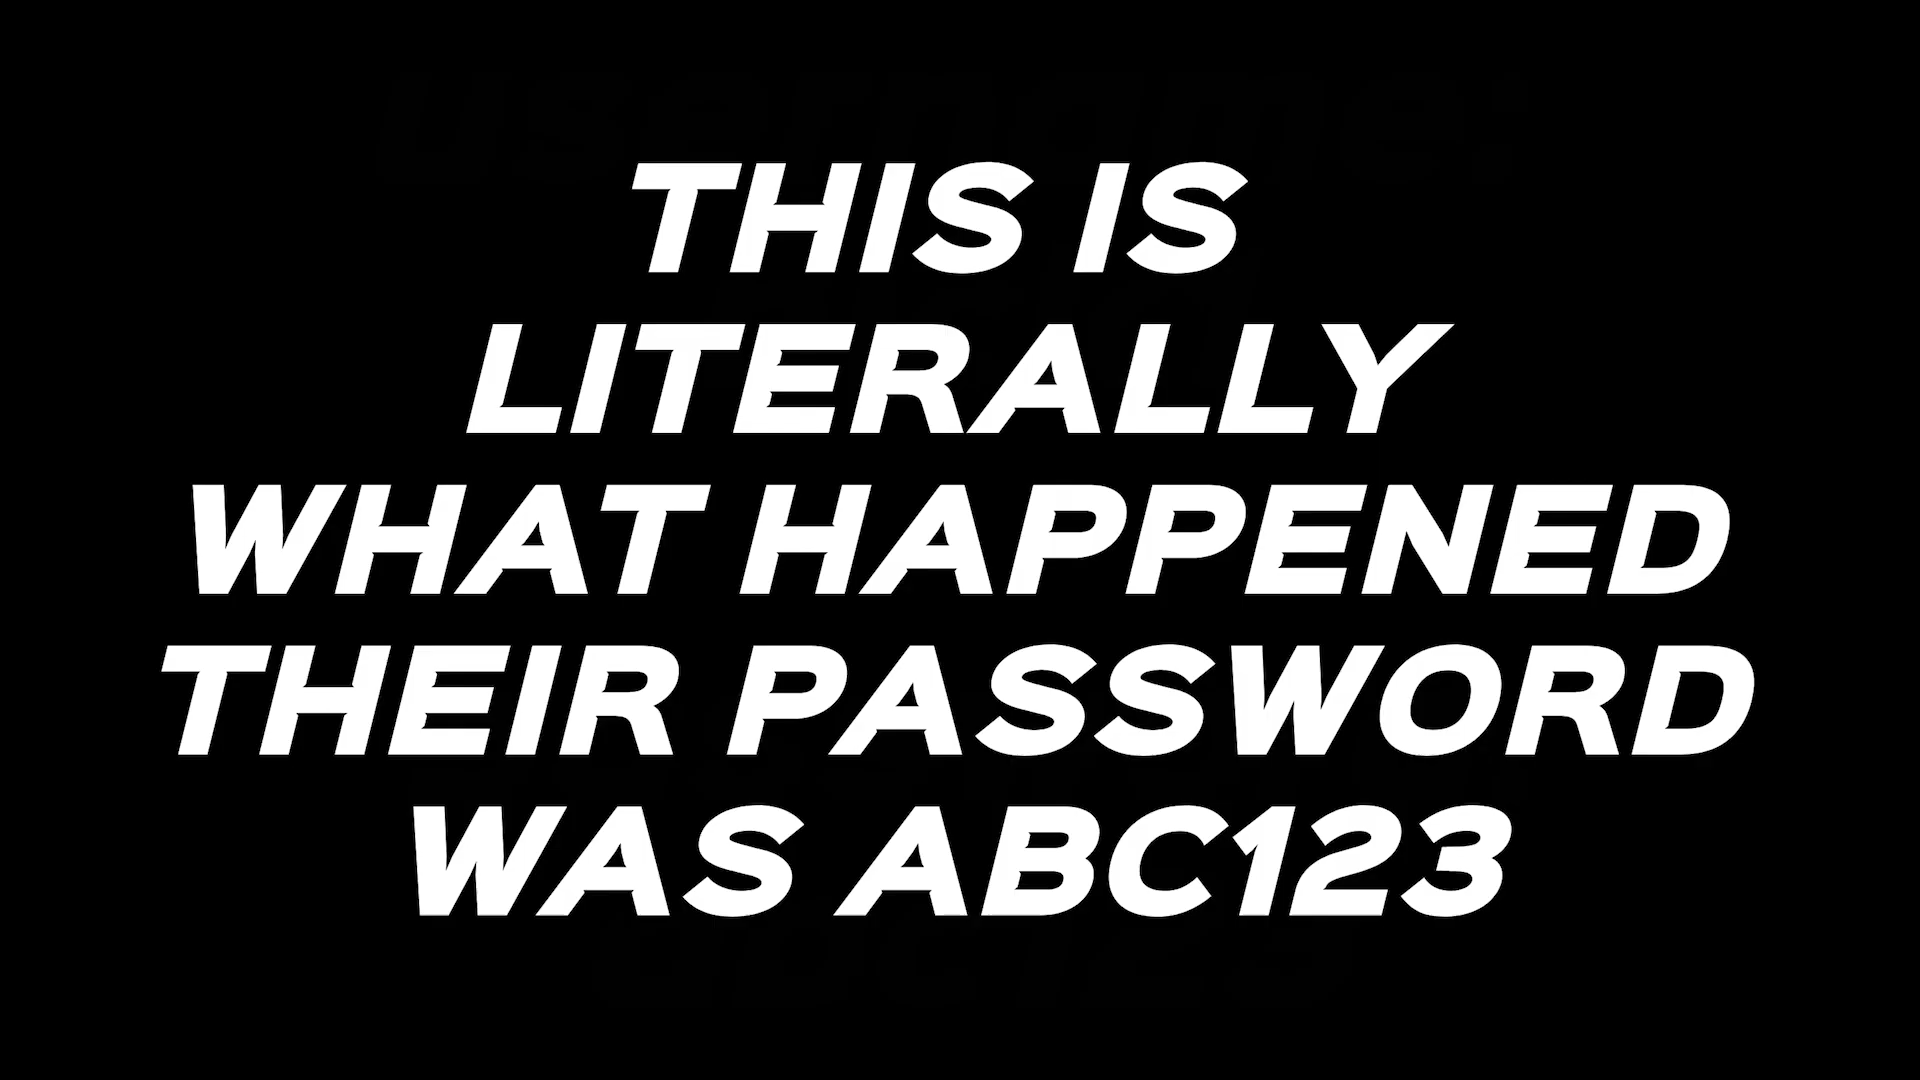 THIS IS
LITERALLY
WHAT HAPPENED
THEIR PASSWORD
WAS ABC123